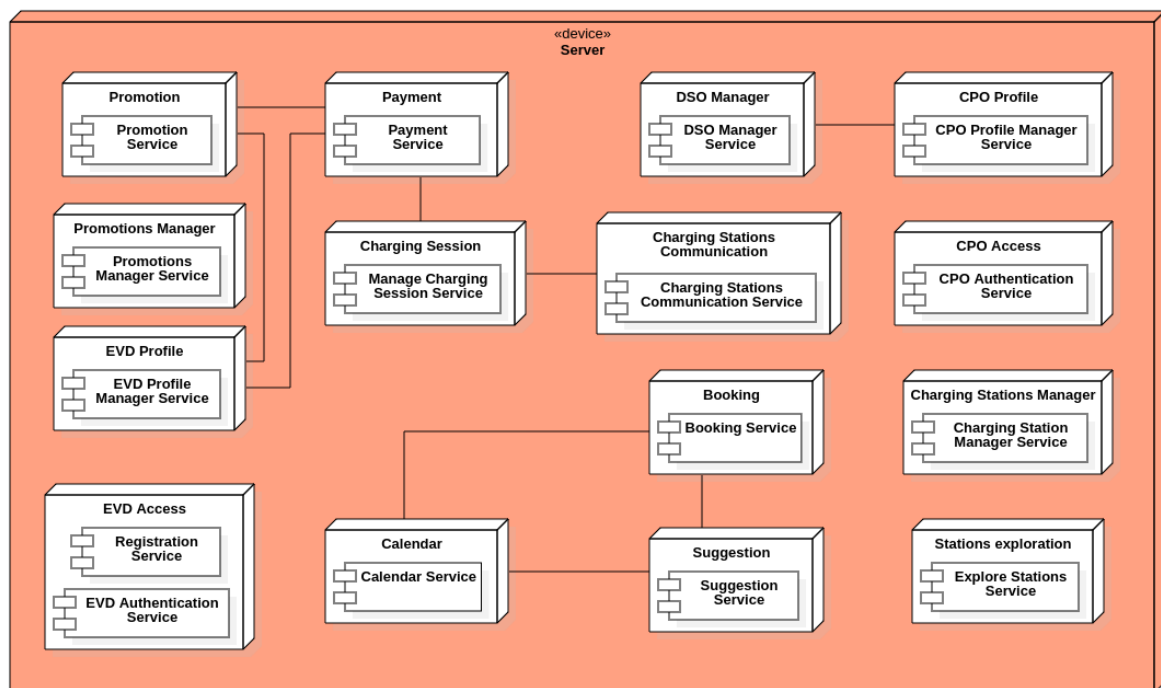 «device»
Server
Promotion
Promotion
Service
Payment
Payment
Service
DSO Manager
DSO Manager
Service
CPO Profile
CPO Profile Manager
Service
Promotions Manager
Promotions
Manager Service
Charging Session
Manage Charging
Session Service
Charging Stations
Communication
Charging Stations
Communication Service
CPO Access
CPO Authentication
Service
EVD Profile
EVD Profile
Manager Service
Booking
Booking Service
Charging Stations Manager
Charging Station
Manager Service
EVD Access
Registration
Service
EVD Authentication
Service
Calendar
Calendar Service
Suggestion
Suggestion
Service
Stations exploration
Explore Stations
Service